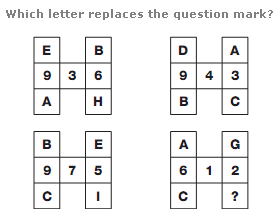 Which letter replaces the question mark?
E B D A
9 3 6 9 4 3
A H B C
B E A G
9 7 5 6 1 2
C I C ?